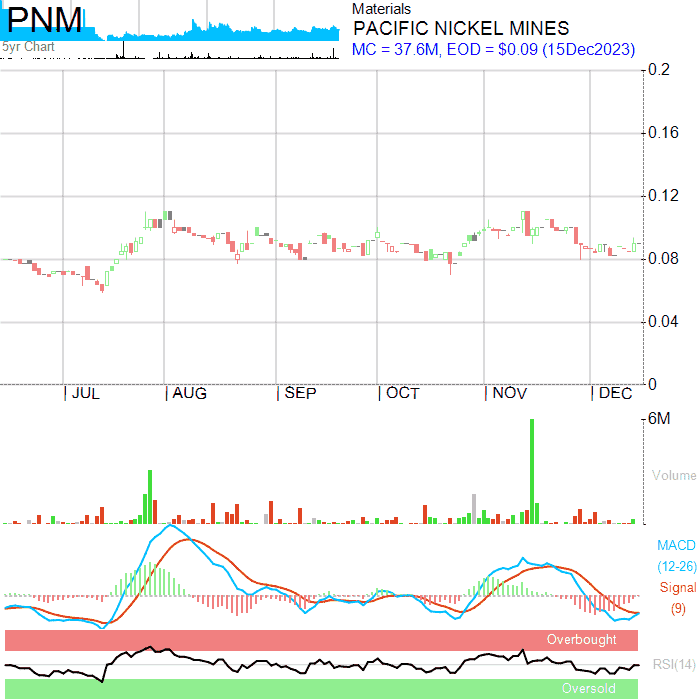 PNM
5yr Chart
Materials
PACIFIC NICKEL MINES
MC = 37.6M, EOD = $0.09 (15Dec2023)
0.2
0.16
0.12
0.08
0.04
0
JUL AUG SEP OCT NOV DEC
6M
Volume
MACD
(12-26)
Signal
(9)
Overbought
RSI(14)
Oversold